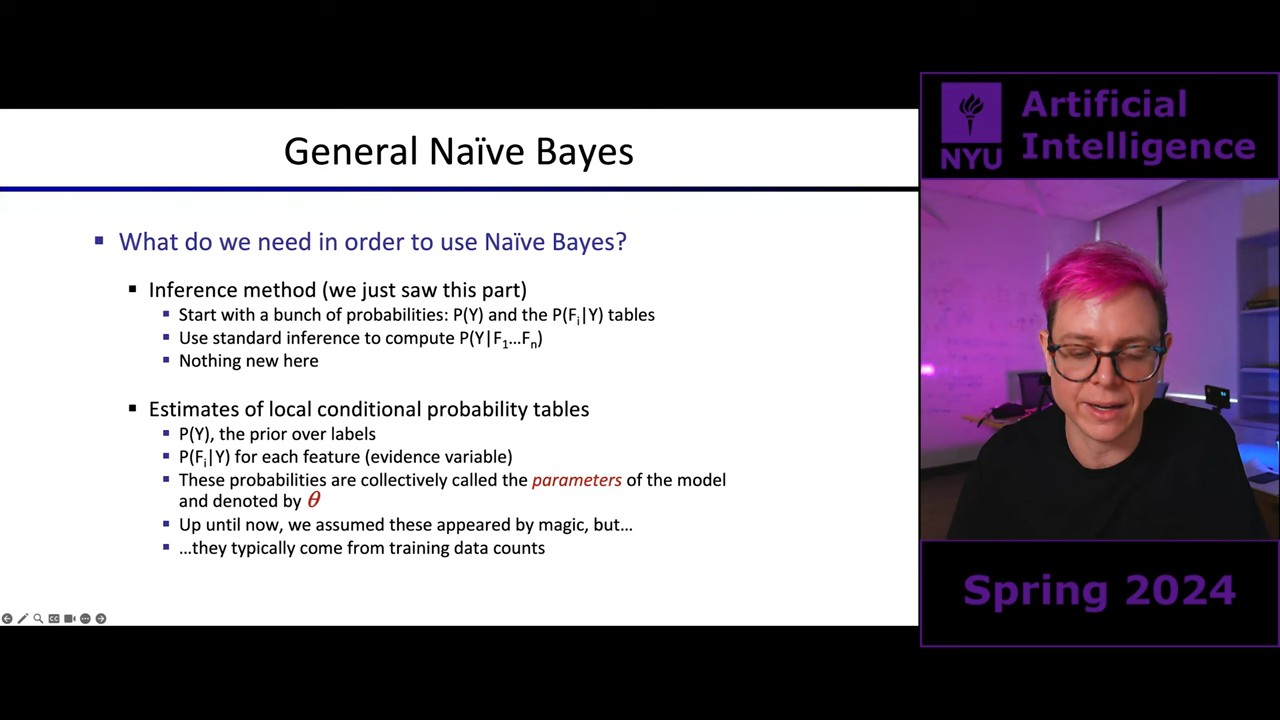 General Naïve Bayes
What do we need in order to use Naïve Bayes?
Inference method (we just saw this part)
Start with a bunch of probabilities: P(Y) and the P(Fᵢ|Y) tables
Use standard inference to compute P(Y|F₁…Fₙ)
Nothing new here
Estimates of local conditional probability tables
P(Y), the prior over labels
P(Fᵢ|Y) for each feature (evidence variable)
These probabilities are collectively called the parameters of the model
and denoted by θ
Up until now, we assumed these appeared by magic, but…
…they typically come from training data counts
NYU
Artificial
Intelligence
Spring 2024